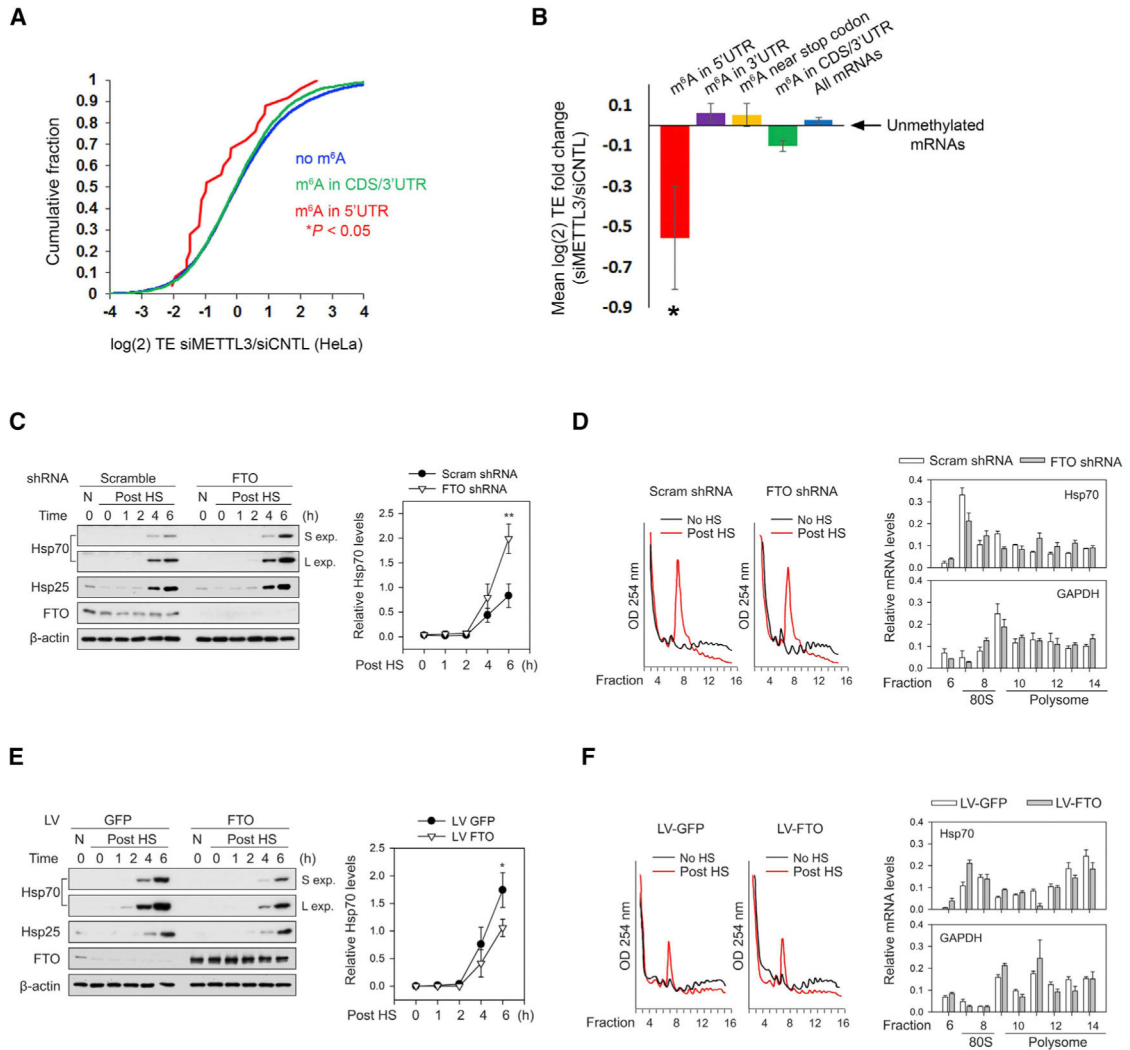 A
1
0.9
0.8
0.7
0.6
0.5
0.4
0.3
0.2
0.1
0
Cumulative fraction
no m⁶A
m⁶A in CDS/3'UTR
m⁶A in 5'UTR
*P < 0.05
-4 -3 -2 -1 0 1 2 3 4
log(2) TE siMETTL3/siCNTL (HeLa)
B
m⁶A in 5'UTR
m⁶A in 3'UTR
m⁶A near stop codon
m⁶A in CDS/3'UTR
All mRNAs
0.1
-0.1
-0.3
-0.5
-0.7
-0.9
Mean log(2) TE fold change
(siMETTL3/siCNTL)
Unmethylated
mRNAs
*
C
shRNA Scramble FTO
N Post HS N Post HS
Time 0 0 1 2 4 6 0 0 1 2 4 6 (h)
Hsp70
S exp.
L exp.
Hsp25
FTO
β-actin
Scram shRNA
FTO shRNA
Relative Hsp70 levels
2.5
2.0
1.5
1.0
0.5
0.0
**
Post HS 0 1 2 4 6 (h)
D
Scram shRNA
No HS
Post HS
OD 254 nm
4 8 12 16
FTO shRNA
No HS
Post HS
OD 254 nm
4 8 12 16
Fraction
Scram shRNA FTO shRNA
Relative mRNA levels
Hsp70
0.4
0.3
0.2
0.1
0.0
GAPDH
0.4
0.3
0.2
0.1
0.0
Fraction 6 8 10 12 14
80S Polysome
E
LV GFP FTO
N Post HS N Post HS
Time 0 0 1 2 4 6 0 0 1 2 4 6 (h)
Hsp70
S exp.
L exp.
Hsp25
FTO
β-actin
LV GFP
LV FTO
Relative Hsp70 levels
2.5
2.0
1.5
1.0
0.5
0.0
*
Post HS 0 1 2 4 6 (h)
F
LV-GFP
No HS
Post HS
OD 254 nm
4 8 12 16
LV-FTO
No HS
Post HS
OD 254 nm
4 8 12 16
Fraction
LV-GFP LV-FTO
Relative mRNA levels
Hsp70
0.4
0.3
0.2
0.1
0.0
GAPDH
0.4
0.3
0.2
0.1
0.0
Fraction 6 8 10 12 14
80S Polysome